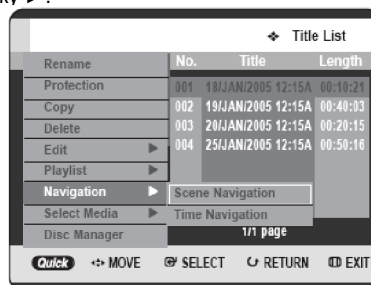 ❖ Title List
Rename
Protection
Copy
Delete
Edit ▶
Playlist ▶
Navigation ▶
Select Media ▶
Disc Manager
No. Title Length
001 18/JAN/2005 12:15A 00:10:21
002 19/JAN/2005 12:15A 00:40:03
003 20/JAN/2005 12:15A 00:20:15
004 25/JAN/2005 12:15A 00:50:16
Scene Navigation
Time Navigation
1/1 page
Quick MOVE SELECT RETURN EXIT